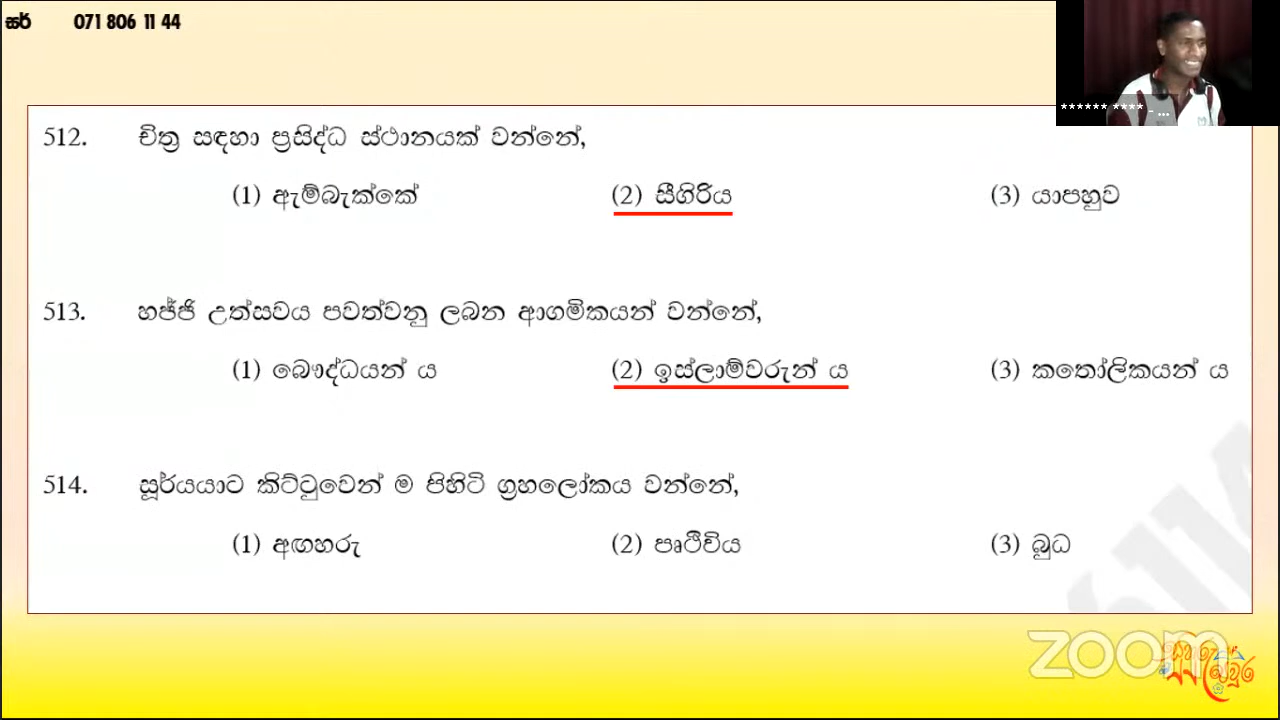 සර් 071 806 11 44
****** **** - ...
512. චිත්‍ර සඳහා ප්‍රසිද්ධ ස්ථානයක් වන්නේ,
(1) ඇම්බැක්කේ (2) සීගිරිය (3) යාපහුව
513. හජ්ජි උත්සවය පවත්වනු ලබන ආගමිකයන් වන්නේ,
(1) බෞද්ධයන් ය (2) ඉස්ලාම්වරුන් ය (3) කතෝලිකයන් ය
514. සූර්යයාට කිට්ටුවෙන් ම පිහිටි ග්‍රහලෝකය වන්නේ,
(1) අඟහරු (2) පෘථිවිය (3) බුධ
6114
zoom